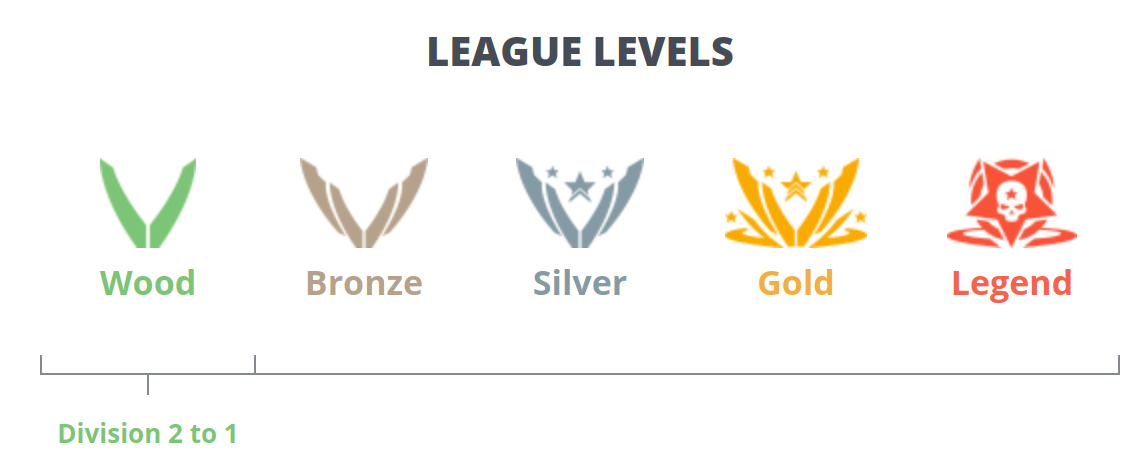 LEAGUE LEVELS
Wood
Bronze
Silver
Gold
Legend
Division 2 to 1